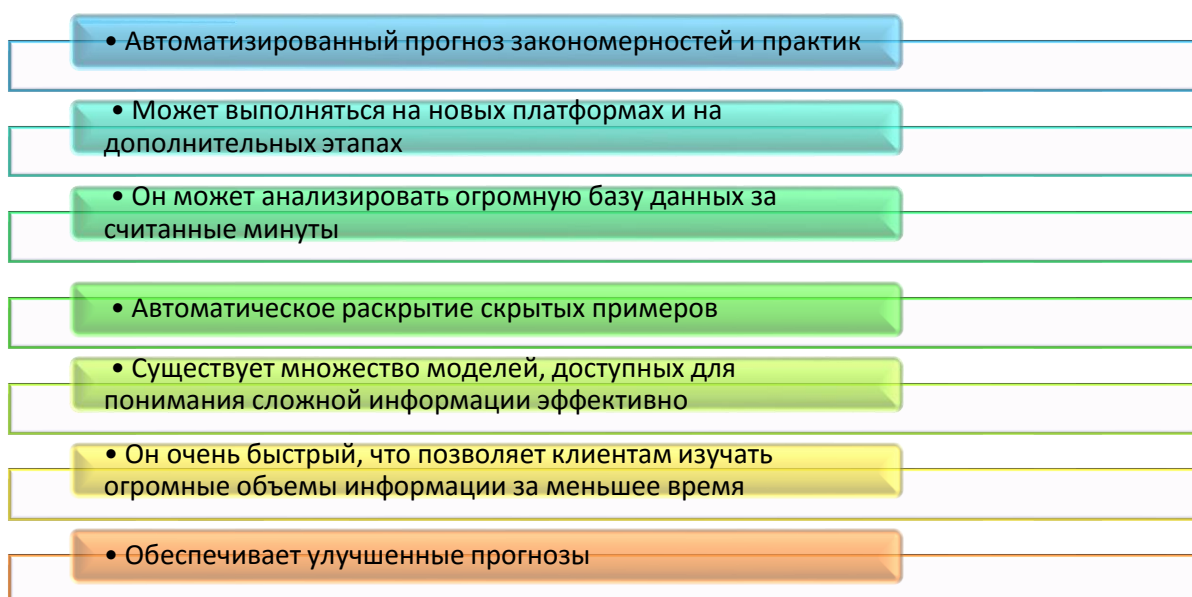 • Автоматизированный прогноз закономерностей и практик
• Может выполняться на новых платформах и на
дополнительных этапах
• Он может анализировать огромную базу данных за
считанные минуты
• Автоматическое раскрытие скрытых примеров
• Существует множество моделей, доступных для
понимания сложной информации эффективно
• Он очень быстрый, что позволяет клиентам изучать
огромные объемы информации за меньшее время
• Обеспечивает улучшенные прогнозы